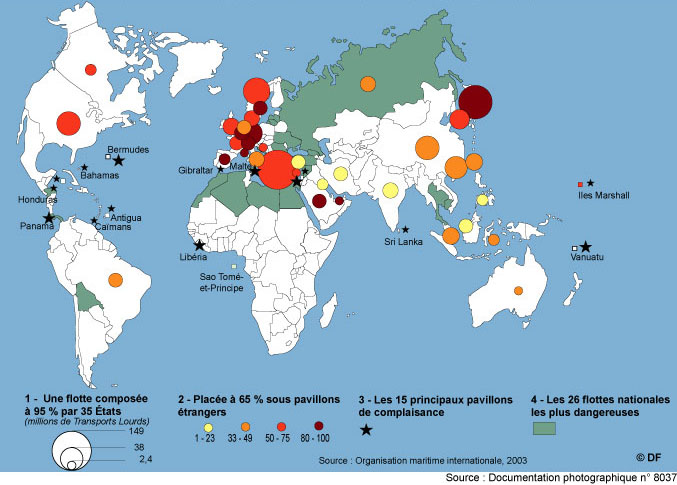 Bermudes
Bahamas
Honduras
Panama
Antigua
Caïmans
Gibraltar
Malte
Libéria
Sao Tomé-
et-Principe
Sri Lanka
Iles Marshall
Vanuatu
1 - Une flotte composée
à 95 % par 35 États
(millions de Transports Lourds)
149
38
2,4
2 - Placée à 65 % sous pavillons
étrangers
1 - 23
33 - 49
50 - 75
80 - 100
3 - Les 15 principaux pavillons
de complaisance
4 - Les 26 flottes nationales
les plus dangereuses
Source : Organisation maritime internationale, 2003
© DF
Source : Documentation photographique n° 8037